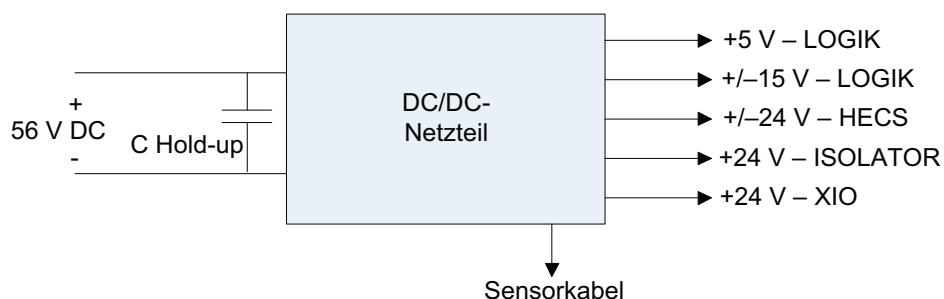 +5 V – LOGIK
+/–15 V – LOGIK
+/–24 V – HECS
+24 V – ISOLATOR
+24 V – XIO
+
56 V DC
-
C Hold-up
DC/DC-
Netzteil
Sensorkabel